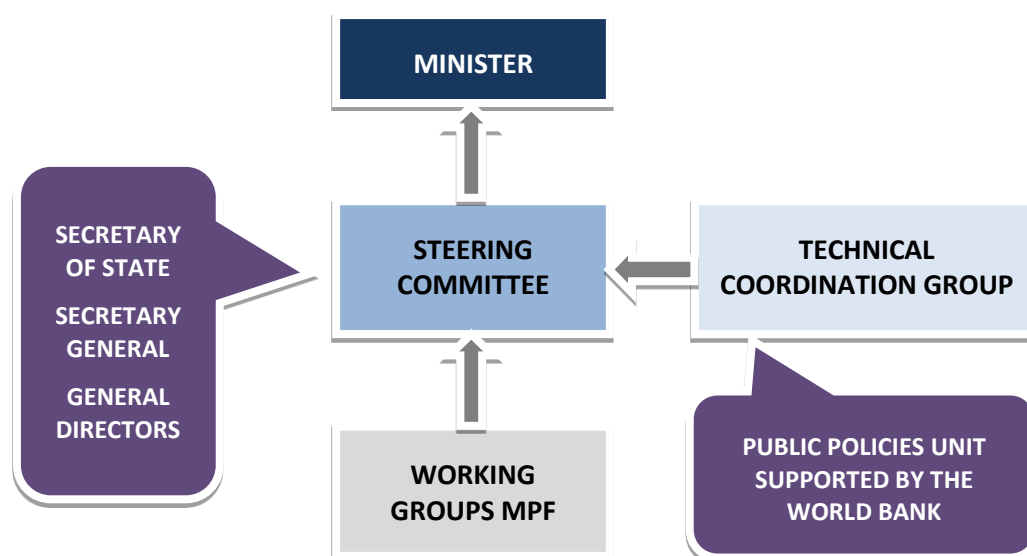 MINISTER
SECRETARY
OF STATE
SECRETARY
GENERAL
GENERAL
DIRECTORS
STEERING
COMMITTEE
TECHNICAL
COORDINATION GROUP
WORKING
GROUPS MPF
PUBLIC POLICIES UNIT
SUPPORTED BY THE
WORLD BANK